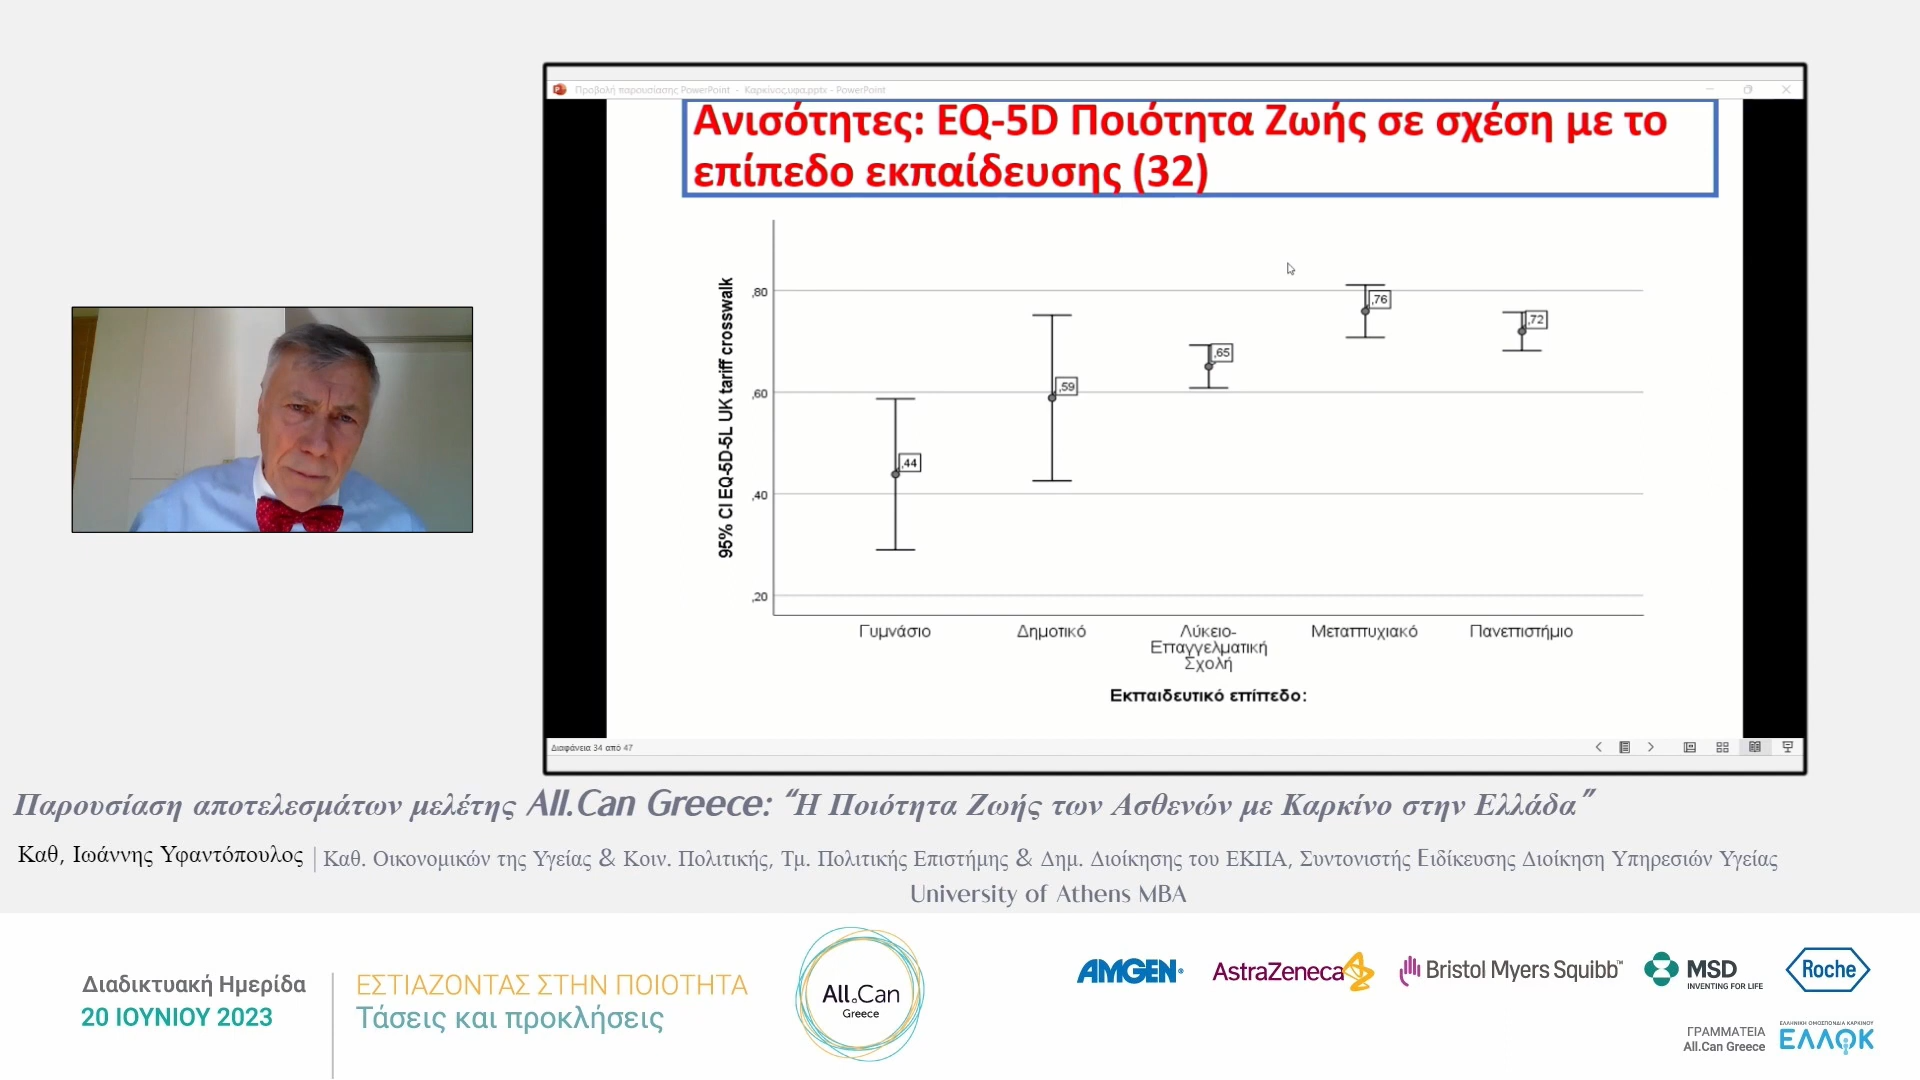 Προβολή παρουσίασης PowerPoint - Καρκίνος,υφα.pptx - PowerPoint
Ανισότητες: EQ-5D Ποιότητα Ζωής σε σχέση με το
επίπεδο εκπαίδευσης (32)
95% CI EQ-5D-5L UK tariff crosswalk
,80
,60
,40
,20
,44
,59
,65
,76
,72
Γυμνάσιο
Δημοτικό
Λύκειο-
Επαγγελματική
Σχολή
Μεταπτυχιακό
Πανεπιστήμιο
Εκπαιδευτικό επίπεδο:
Διαφάνεια 34 από 47
Παρουσίαση αποτελεσμάτων μελέτης All.Can Greece: “Η Ποιότητα Ζωής των Ασθενών με Καρκίνο στην Ελλάδα”
Καθ, Ιωάννης Υφαντόπουλος | Καθ. Οικονομικών της Υγείας & Κοιν. Πολιτικής, Τμ. Πολιτικής Επιστήμης & Δημ. Διοίκησης του ΕΚΠΑ, Συντονιστής Ειδίκευσης Διοίκηση Υπηρεσιών Υγείας
University of Athens MBA
Διαδικτυακή Ημερίδα
20 ΙΟΥΝΙΟΥ 2023
ΕΣΤΙΑΖΟΝΤΑΣ ΣΤΗΝ ΠΟΙΟΤΗΤΑ
Τάσεις και προκλήσεις
All.Can
Greece
AMGEN
AstraZeneca
Bristol Myers Squibb™
MSD
INVENTING FOR LIFE
Roche
ΓΡΑΜΜΑΤΕΙΑ
All.Can Greece
ΕΛΛΗΝΙΚΗ ΟΜΟΣΠΟΝΔΙΑ ΚΑΡΚΙΝΟΥ
ΕΛΛΟΚ